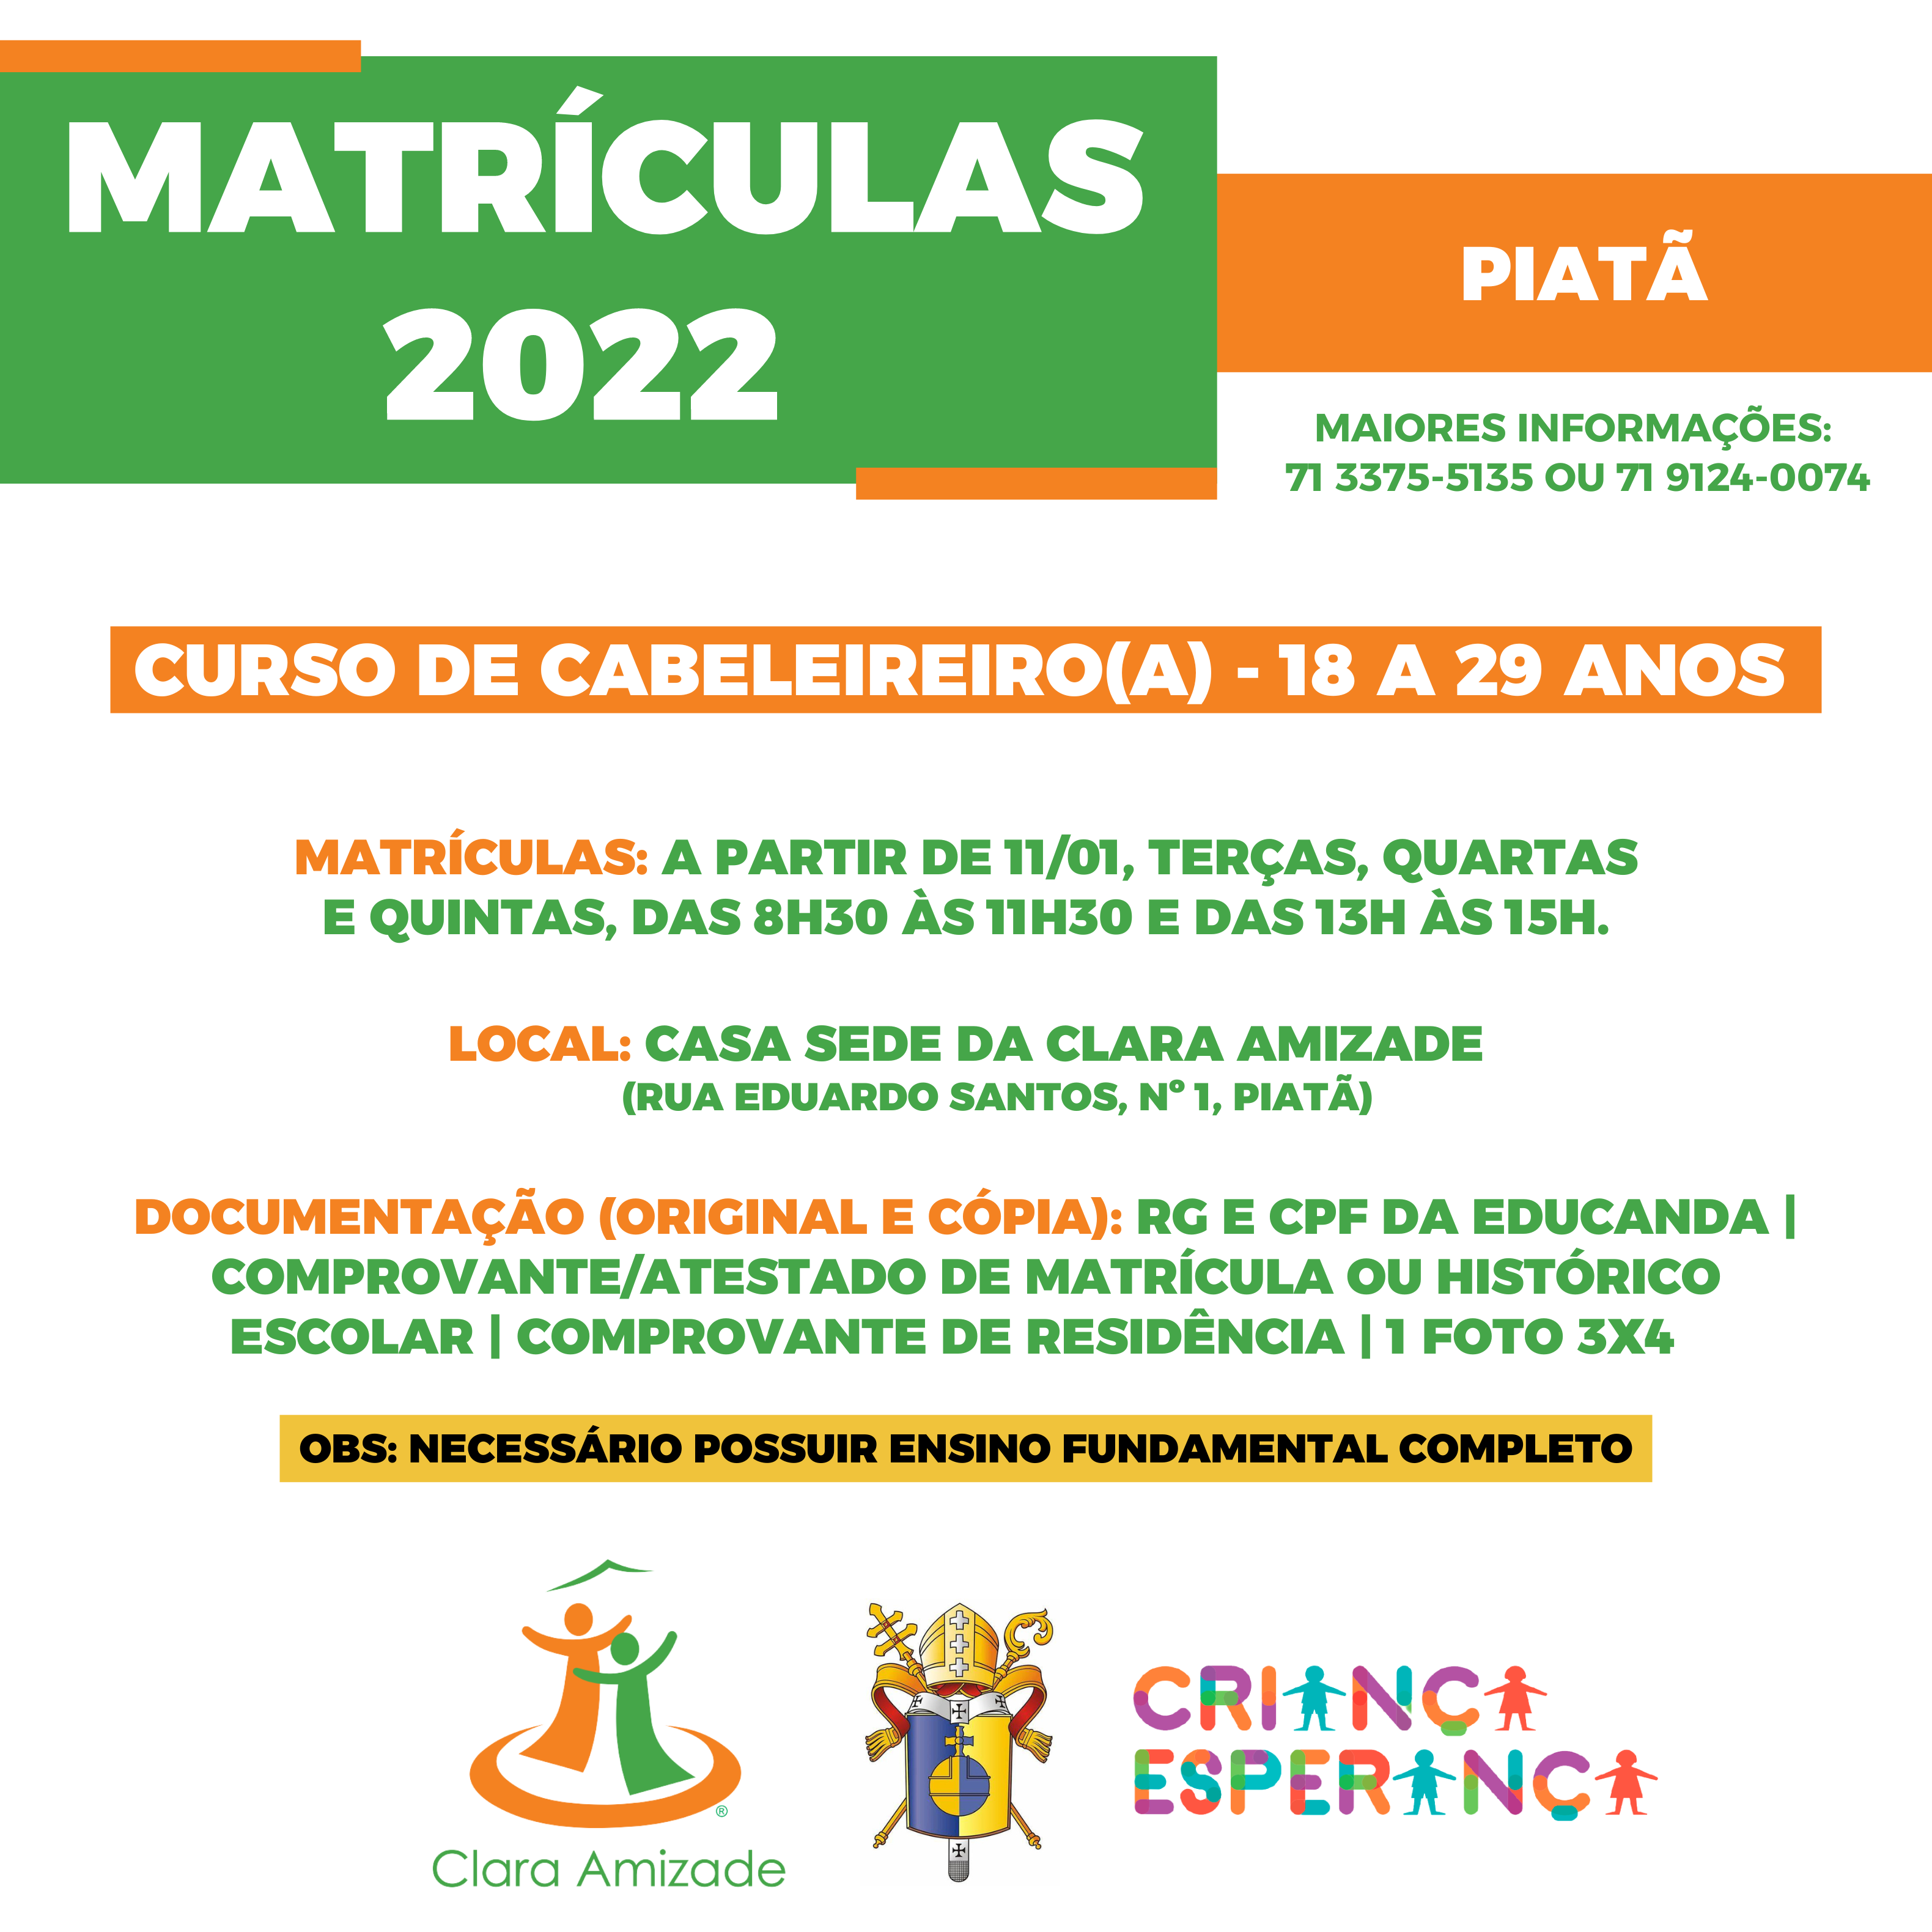 MATRÍCULAS
2022
PIATÃ
MAIORES INFORMAÇÕES:
71 3375-5135 OU 71 9124-0074
CURSO DE CABELEIREIRO(A) - 18 A 29 ANOS
MATRÍCULAS: A PARTIR DE 11/01, TERÇAS, QUARTAS
E QUINTAS, DAS 8H30 ÀS 11H30 E DAS 13H ÀS 15H.
LOCAL: CASA SEDE DA CLARA AMIZADE
(RUA EDUARDO SANTOS, Nº 1, PIATÃ)
DOCUMENTAÇÃO (ORIGINAL E CÓPIA): RG E CPF DA EDUCANDA |
COMPROVANTE/ATESTADO DE MATRÍCULA OU HISTÓRICO
ESCOLAR | COMPROVANTE DE RESIDÊNCIA | 1 FOTO 3X4
OBS: NECESSÁRIO POSSUIR ENSINO FUNDAMENTAL COMPLETO
®
Clara Amizade
CRIANÇA
ESPERANÇA